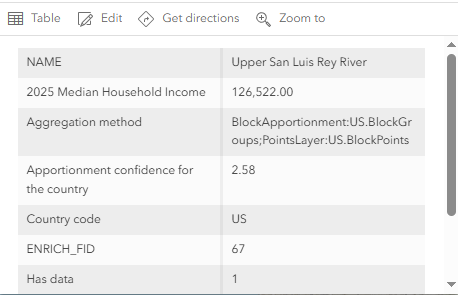 Table Edit Get directions Zoom to
NAME Upper San Luis Rey River
2025 Median Household Income 126,522.00
Aggregation method BlockApportionment:US.BlockGr
oups;PointsLayer:US.BlockPoints
Apportionment confidence for 2.58
the country
Country code US
ENRICH_FID 67
Has data 1